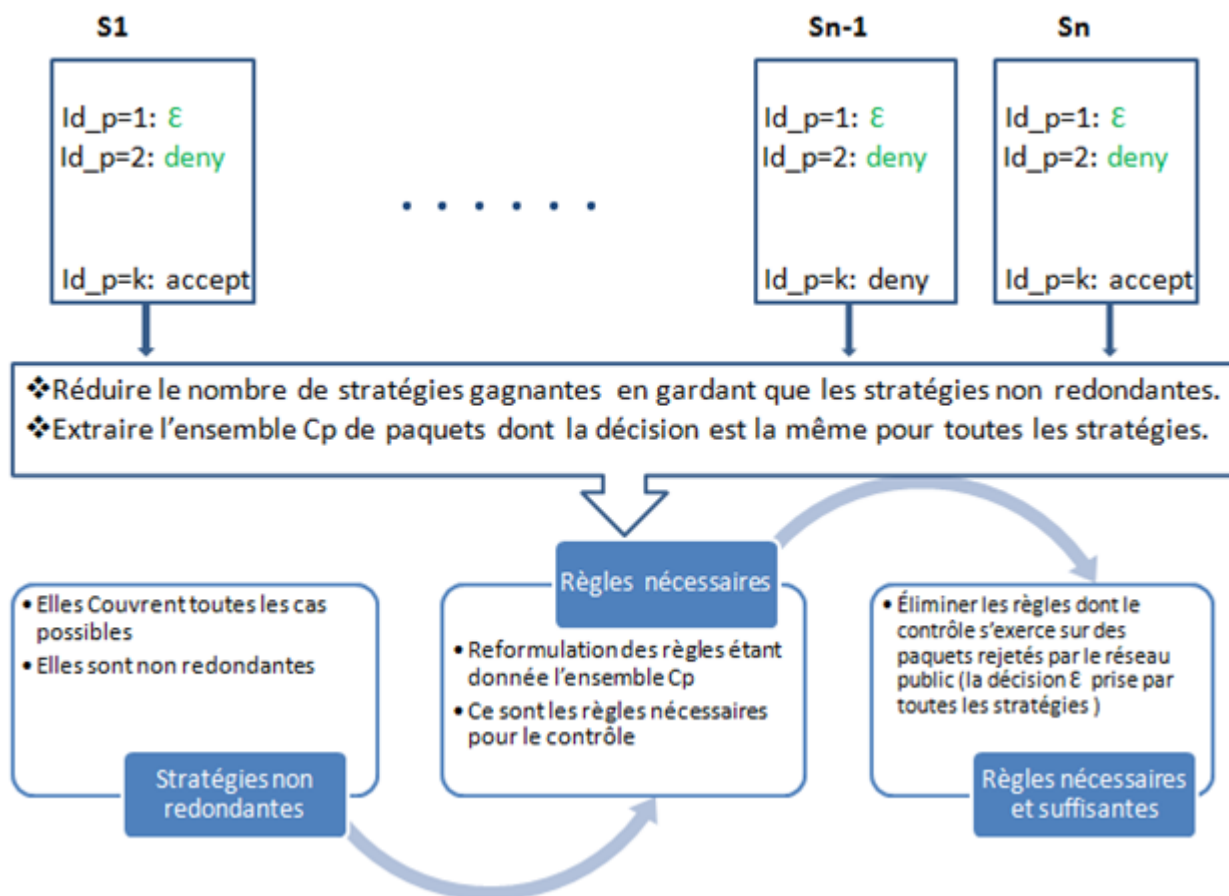 S1
Sn-1
Sn
Id_p=1: Ɛ
Id_p=2: deny
Id_p=k: accept
Id_p=1: Ɛ
Id_p=2: deny
Id_p=k: deny
Id_p=1: Ɛ
Id_p=2: deny
Id_p=k: accept
. . . . . .
❖Réduire le nombre de stratégies gagnantes en gardant que les stratégies non redondantes.
❖Extraire l'ensemble Cp de paquets dont la décision est la même pour toutes les stratégies.
• Elles Couvrent toutes les cas
possibles
• Elles sont non redondantes
Stratégies non
redondantes
Règles nécessaires
• Reformulation des règles étant
donnée l'ensemble Cp
• Ce sont les règles nécessaires
pour le contrôle
• Éliminer les règles dont le
contrôle s'exerce sur des
paquets rejetés par le réseau
public (la décision Ɛ prise par
toutes les stratégies )
Règles nécessaires
et suffisantes